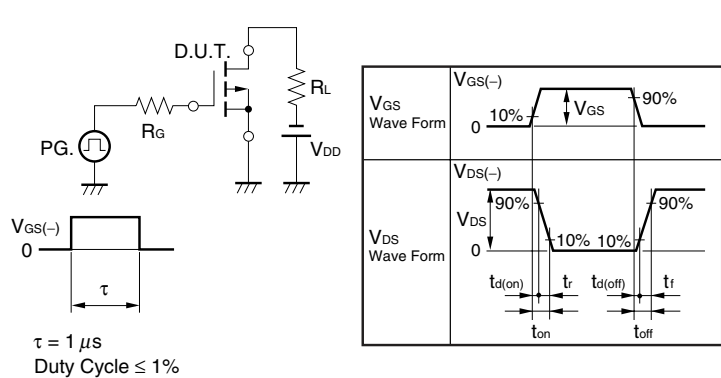 D.U.T.
RL
RG
PG.
VDD
VGS(−)
0
τ
τ = 1 μs
Duty Cycle ≤ 1%
VGS
Wave Form
VGS(−)
10%
VGS
90%
0
VDS
Wave Form
VDS(−)
90%
90%
VDS
10% 10%
0
td(on) tr td(off) tf
ton toff